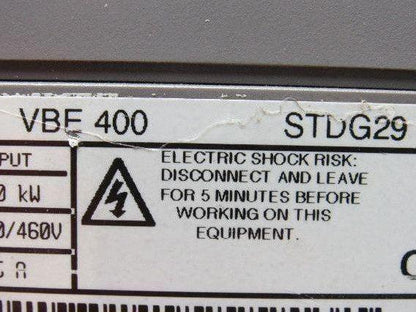 VBE 400 STDG29
PUT
0 kW
0/460V
A
ELECTRIC SHOCK RISK:
DISCONNECT AND LEAVE
FOR 5 MINUTES BEFORE
WORKING ON THIS
EQUIPMENT.